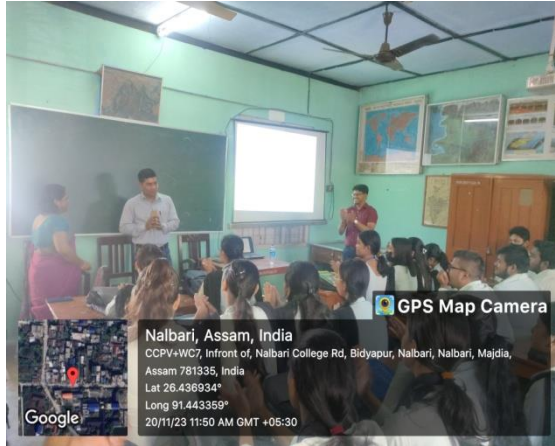 GPS Map Camera
Nalbari, Assam, India
CCPV+WC7, Infront of, Nalbari College Rd, Bidyapur, Nalbari, Nalbari, Majdia,
Assam 781335, India
Lat 26.436934°
Long 91.443359°
20/11/23 11:50 AM GMT +05:30
Google